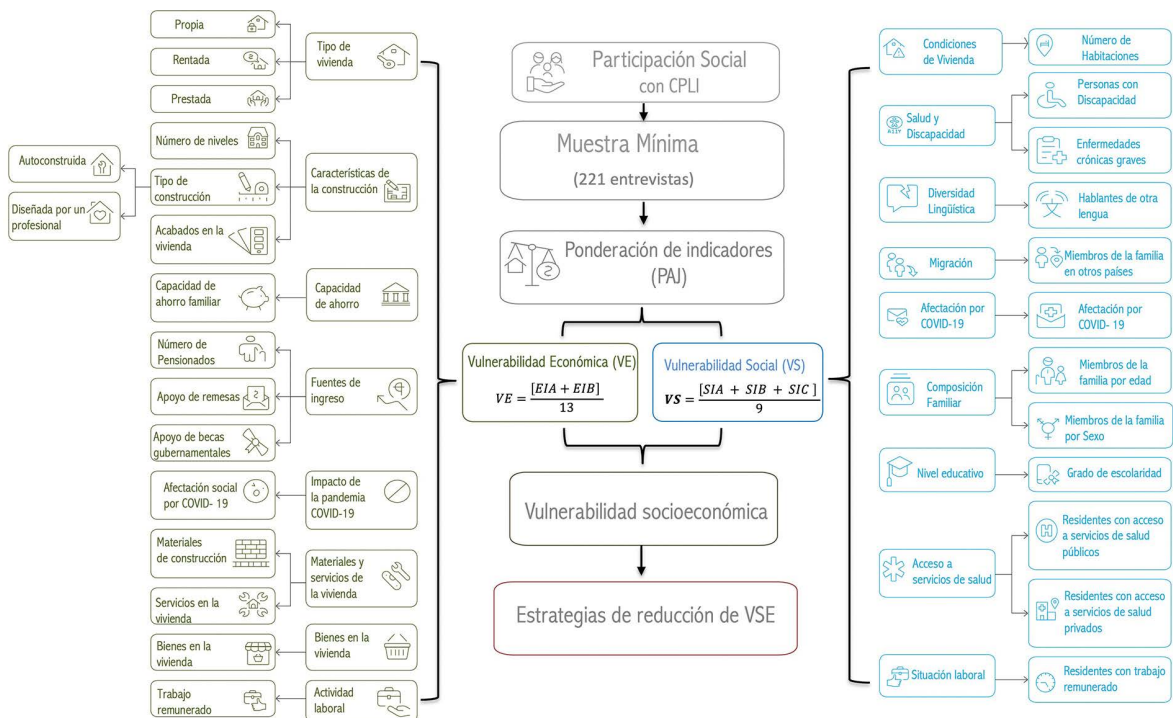 Propia
Rentada
Prestada
Tipo de
vivienda
Número de niveles
Autoconstruida
Tipo de
construcción
Diseñada por un
profesional
Acabados en la
vivienda
Características de
la construcción
Capacidad de
ahorro familiar
Capacidad
de ahorro
Número de
Pensionados
Apoyo de remesas
Apoyo de becas
gubernamentales
Fuentes de
ingreso
Afectación social
por COVID- 19
Impacto de
la pandemia
COVID-19
Materiales
de construcción
Servicios en la
vivienda
Materiales y
servicios de
la vivienda
Bienes en la
vivienda
Bienes en la
vivienda
Trabajo
remunerado
Actividad
laboral
Participación Social
con CPLI
Muestra Mínima
(221 entrevistas)
Ponderación de indicadores
(PAJ)
Vulnerabilidad Económica (VE)
VE = [EIA + EIB]
13
Vulnerabilidad Social (VS)
VS = [SIA + SIB + SIC ]
9
Vulnerabilidad socioeconómica
Estrategias de reducción de VSE
Condiciones
de Vivienda
Número de
Habitaciones
Salud y
Discapacidad
Personas con
Discapacidad
Enfermedades
crónicas graves
Diversidad
Lingüística
Hablantes de otra
lengua
Migración
Miembros de la familia
en otros países
Afectación por
COVID-19
Afectación por
COVID- 19
Composición
Familiar
Miembros de la
familia por edad
Miembros de la familia
por Sexo
Nivel educativo
Grado de escolaridad
Acceso a
servicios de salud
Residentes con acceso
a servicios de salud
públicos
Residentes con acceso
a servicios de salud
privados
Situación laboral
Residentes con trabajo
remunerado